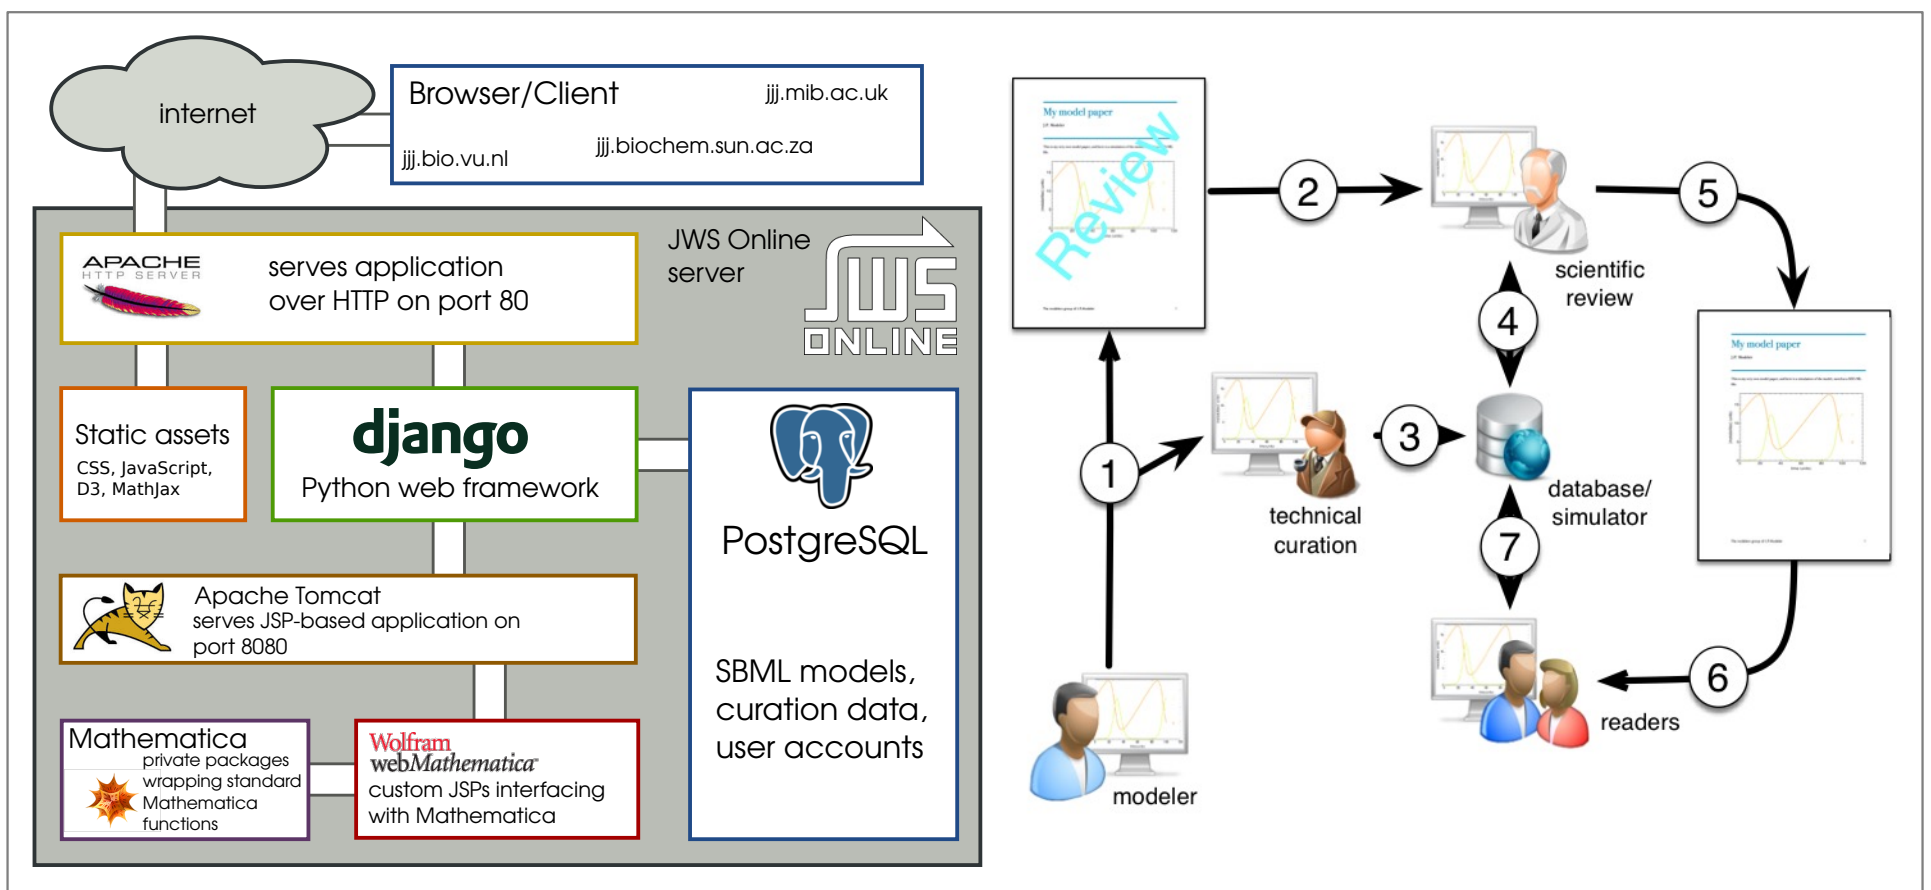 internet
Browser/Client
jjj.mib.ac.uk
jjj.biochem.sun.ac.za
jjj.bio.vu.nl
JWS Online
server
JWS
ONLINE
APACHE
HTTP SERVER
serves application
over HTTP on port 80
Static assets
CSS, JavaScript,
D3, MathJax
django
Python web framework
PostgreSQL
SBML models,
curation data,
user accounts
Apache Tomcat
serves JSP-based application on
port 8080
Mathematica
private packages
wrapping standard
Mathematica
functions
Wolfram
webMathematica
custom JSPs interfacing
with Mathematica
My model paper
Review
2
scientific
review
5
4
My model paper
1
technical
curation
3
database/
simulator
7
6
readers
modeler